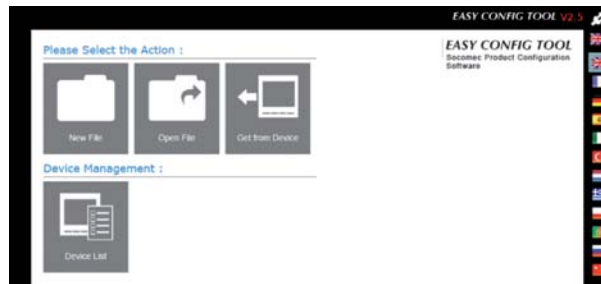 EASY CONFIG TOOL V2.5
Please Select the Action :
EASY CONFIG TOOL
Socomec Product Configuration
Software
New File
Open File
Get from Device
Device Management :
Device List